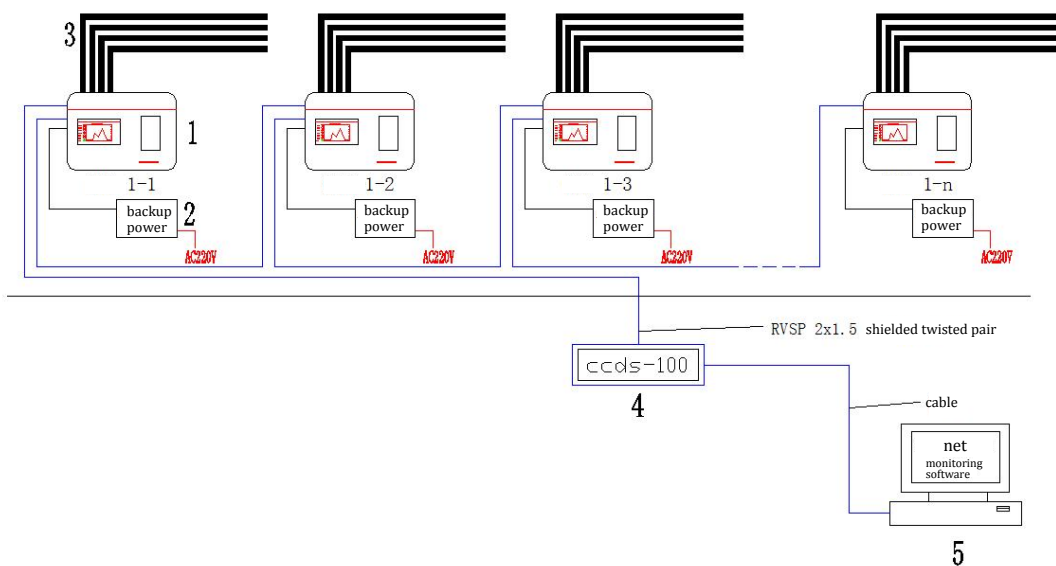 3
1
1-1
1-2
1-3
1-n
backup
power
2
AC220V
backup
power
AC220V
backup
power
AC220V
backup
power
AC220V
RVSP 2x1.5 shielded twisted pair
ccds-100
4
cable
net
monitoring
software
5